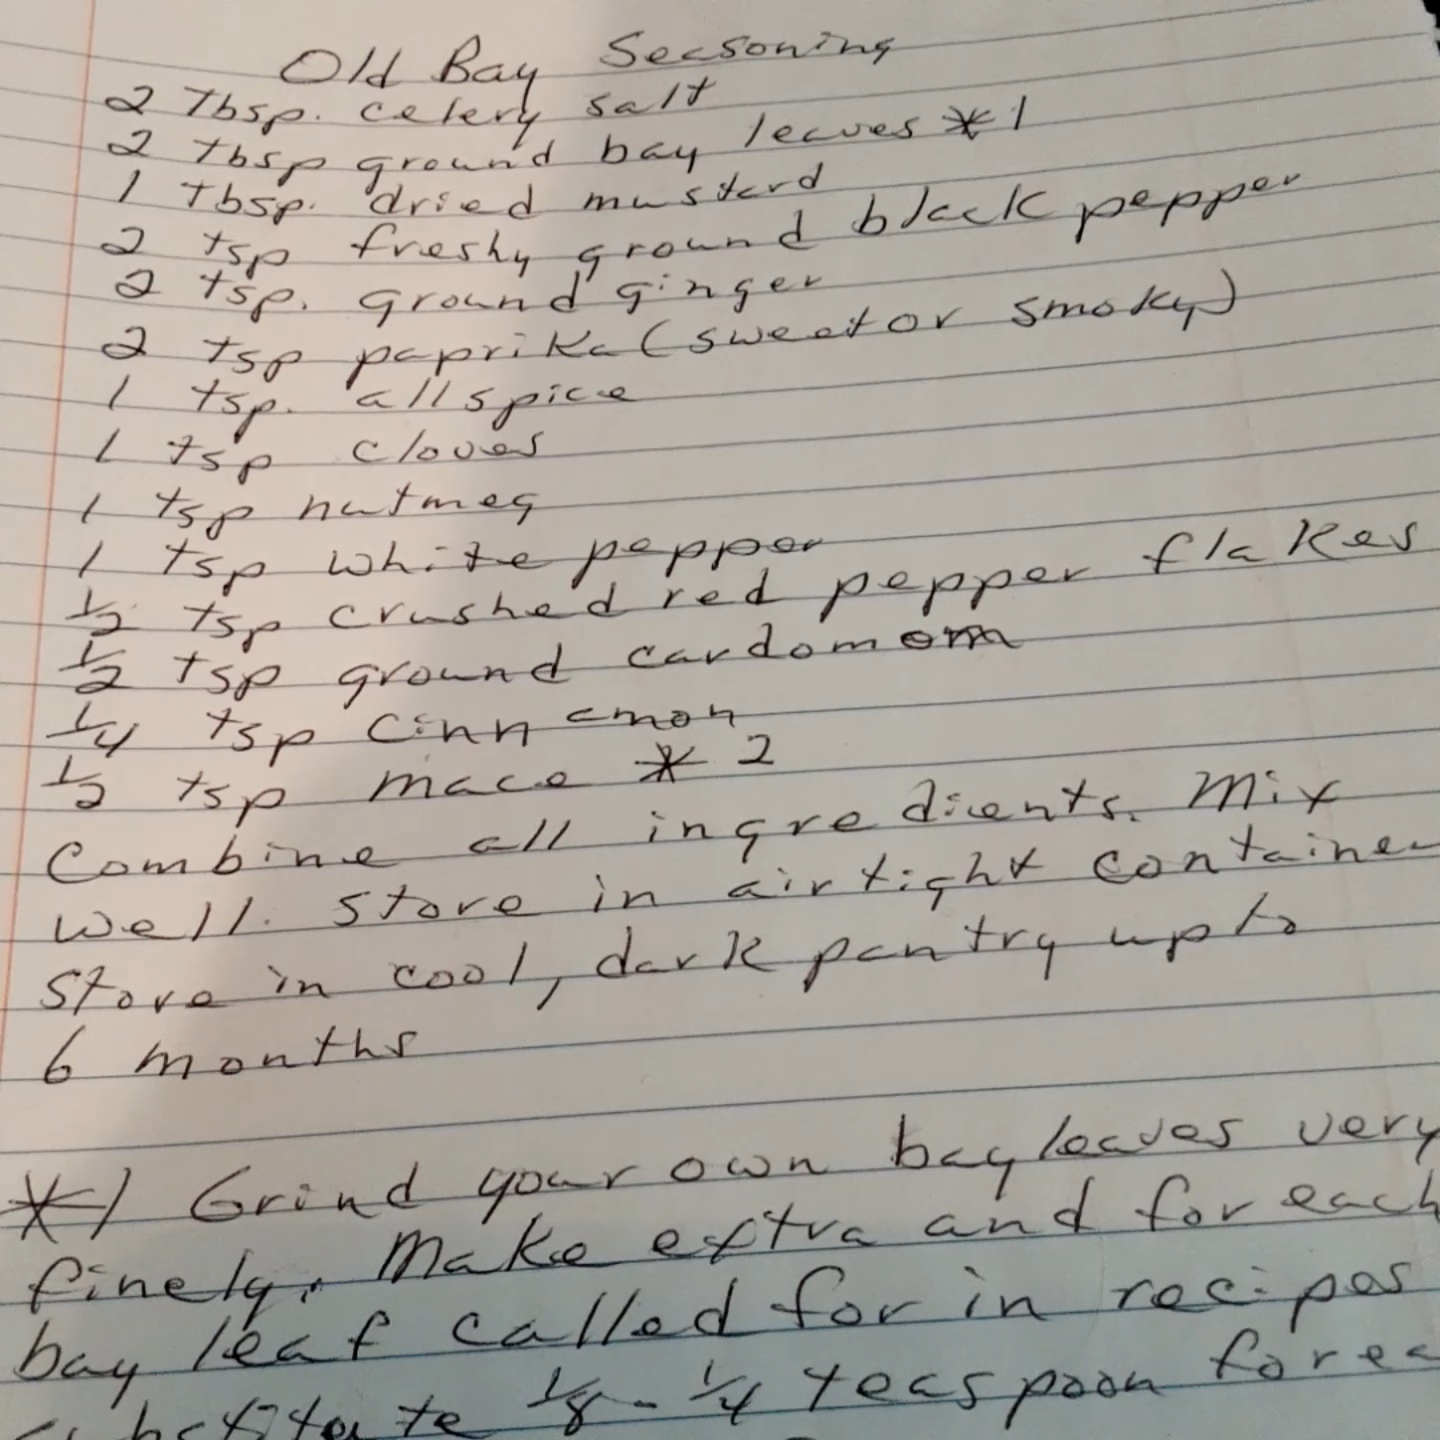 Old Bay Seasoning
2 Tbsp. celery salt
2 Tbsp ground bay leaves *1
1 Tbsp. dried mustard
2 tsp freshy ground black pepper
2 tsp. ground ginger
2 tsp paprika (sweet or smoky)
1 tsp. allspice
1 tsp cloves
1 tsp nutmeg
1 tsp white pepper
1/2 tsp crushed red pepper flakes
1/2 tsp ground cardomom
1/4 tsp cinnamon
1/2 tsp mace * 2
Combine all ingredients. Mix
well. Store in airtight container
Store in cool, dark pantry up to
6 months
*1 Grind your own bay leaves very
finely. Make extra and for each
bay leaf called for in recipes
substitute 1/8 - 1/4 teaspoon for